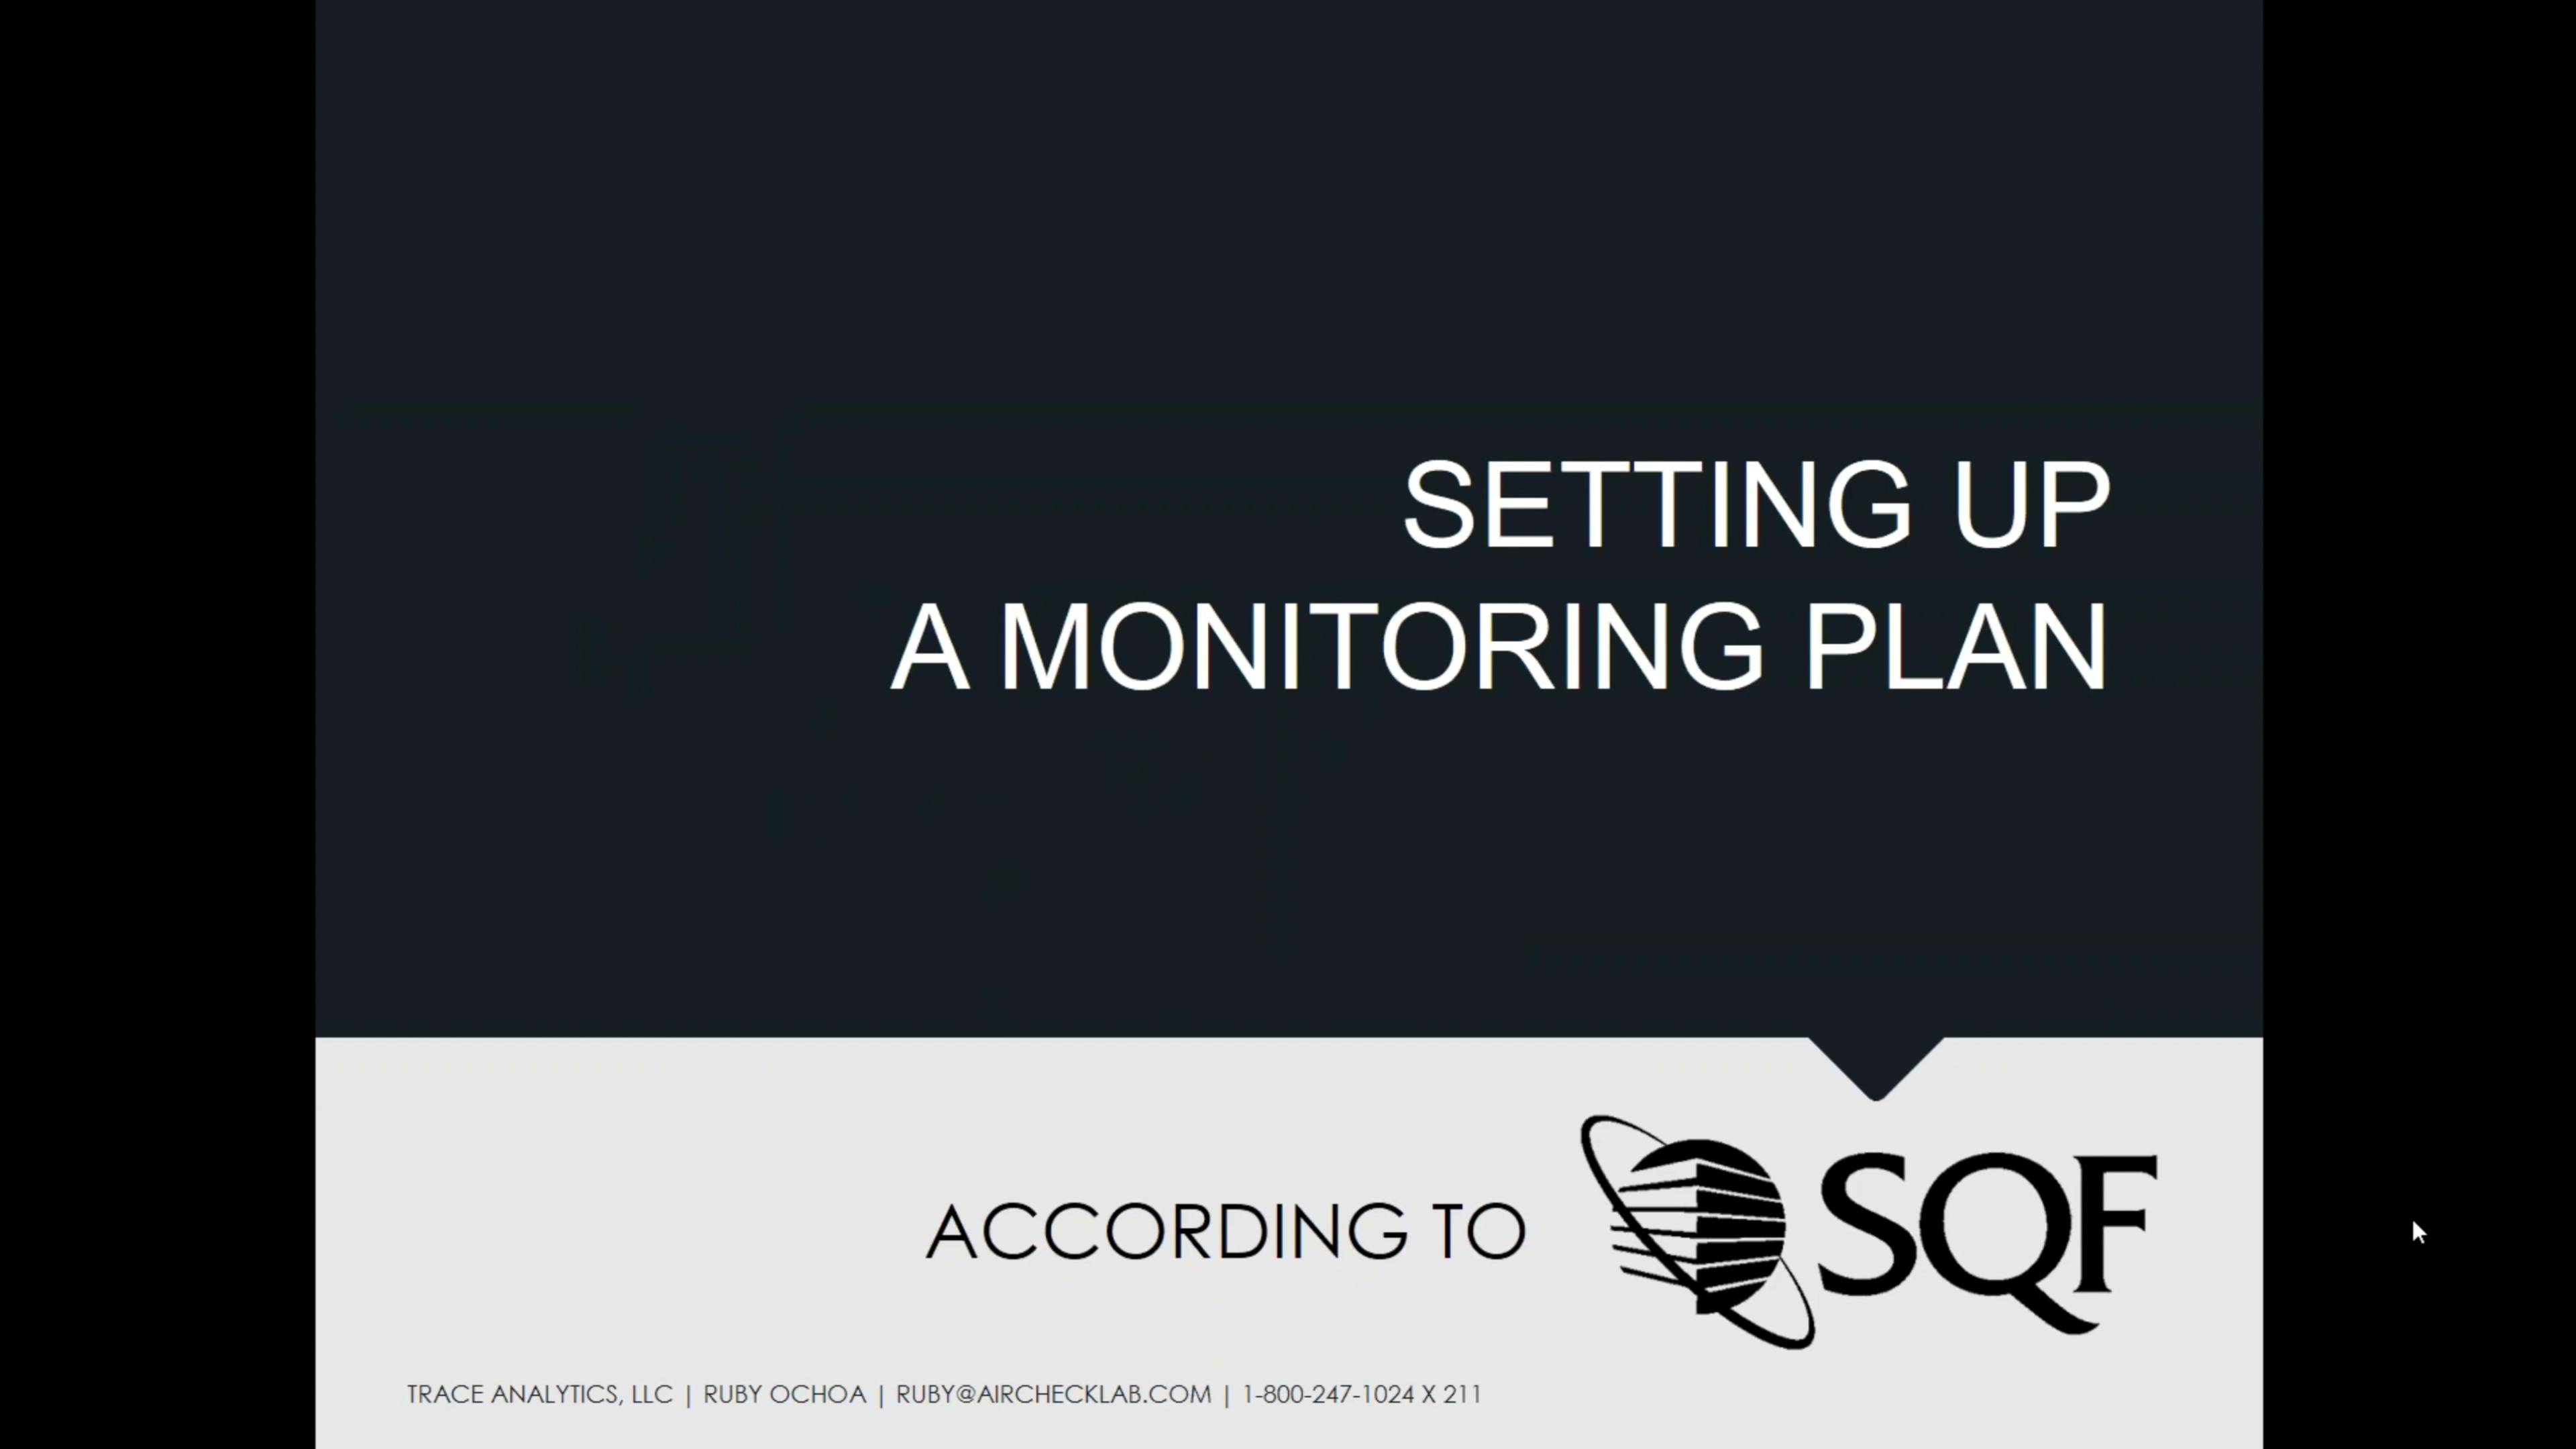 SETTING UP
A MONITORING PLAN
ACCORDING TO SQF
TRACE ANALYTICS, LLC | RUBY OCHOA | RUBY@AIRCHECKLAB.COM | 1-800-247-1024 X 211